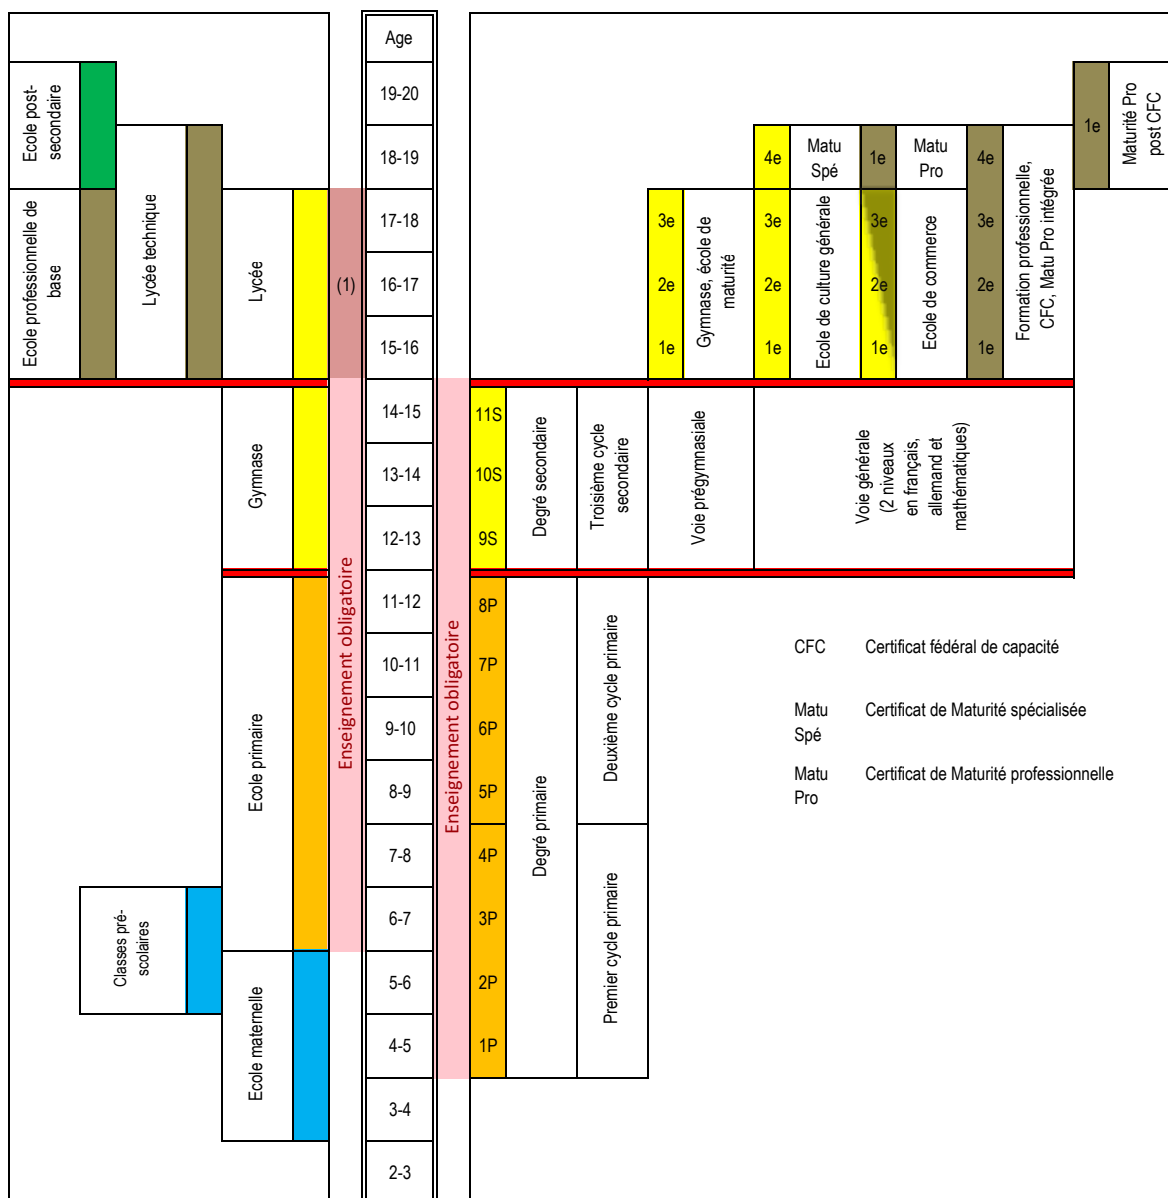 Age
19-20
18-19
17-18
16-17
15-16
14-15
13-14
12-13
11-12
10-11
9-10
8-9
7-8
6-7
5-6
4-5
3-4
2-3
Ecole post-
secondaire
Ecole professionnelle de
base
Lycée technique
Lycée
(1)
Gymnase
Ecole primaire
Classes pré-
scolaires
Ecole maternelle
Enseignement obligatoire
Enseignement obligatoire
1e
Maturité Pro
post CFC
4e
Matu
Spé
1e
Matu
Pro
4e
3e
2e
1e
Gymnase, école de
maturité
3e
2e
1e
Ecole de culture générale
3e
2e
1e
Ecole de commerce
3e
2e
1e
Formation professionnelle,
CFC, Matu Pro intégrée
11S
10S
9S
Degré secondaire
Troisième cycle
secondaire
Voie prégymnasiale
Voie générale
(2 niveaux
en français,
allemand et
mathématiques)
8P
7P
6P
5P
4P
3P
2P
1P
Degré primaire
Deuxième cycle primaire
Premier cycle primaire
CFC Certificat fédéral de capacité
Matu Certificat de Maturité spécialisée
Spé
Matu Certificat de Maturité professionnelle
Pro